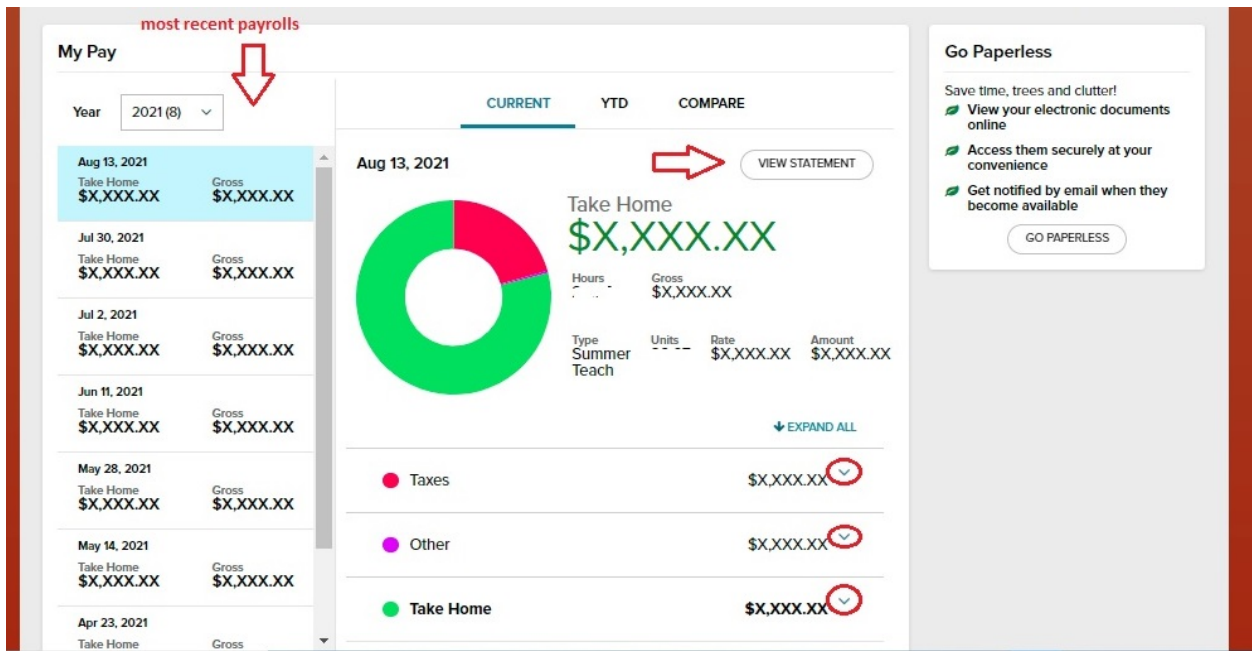 most recent payrolls
My Pay
Year 2021 (8)
Aug 13, 2021
Take Home Gross
$X,XXX.XX $X,XXX.XX
Jul 30, 2021
Take Home Gross
$X,XXX.XX $X,XXX.XX
Jul 2, 2021
Take Home Gross
$X,XXX.XX $X,XXX.XX
Jun 11, 2021
Take Home Gross
$X,XXX.XX $X,XXX.XX
May 28, 2021
Take Home Gross
$X,XXX.XX $X,XXX.XX
May 14, 2021
Take Home Gross
$X,XXX.XX $X,XXX.XX
Apr 23, 2021
Take Home Gross
CURRENT YTD COMPARE
Aug 13, 2021 VIEW STATEMENT
Take Home
$X,XXX.XX
Hours Gross
$X,XXX.XX
Type Units Rate Amount
Summer $X,XXX.XX $X,XXX.XX
Teach
EXPAND ALL
Taxes $X,XXX.XX
Other $X,XXX.XX
Take Home $X,XXX.XX
Go Paperless
Save time, trees and clutter!
View your electronic documents
online
Access them securely at your
convenience
Get notified by email when they
become available
GO PAPERLESS